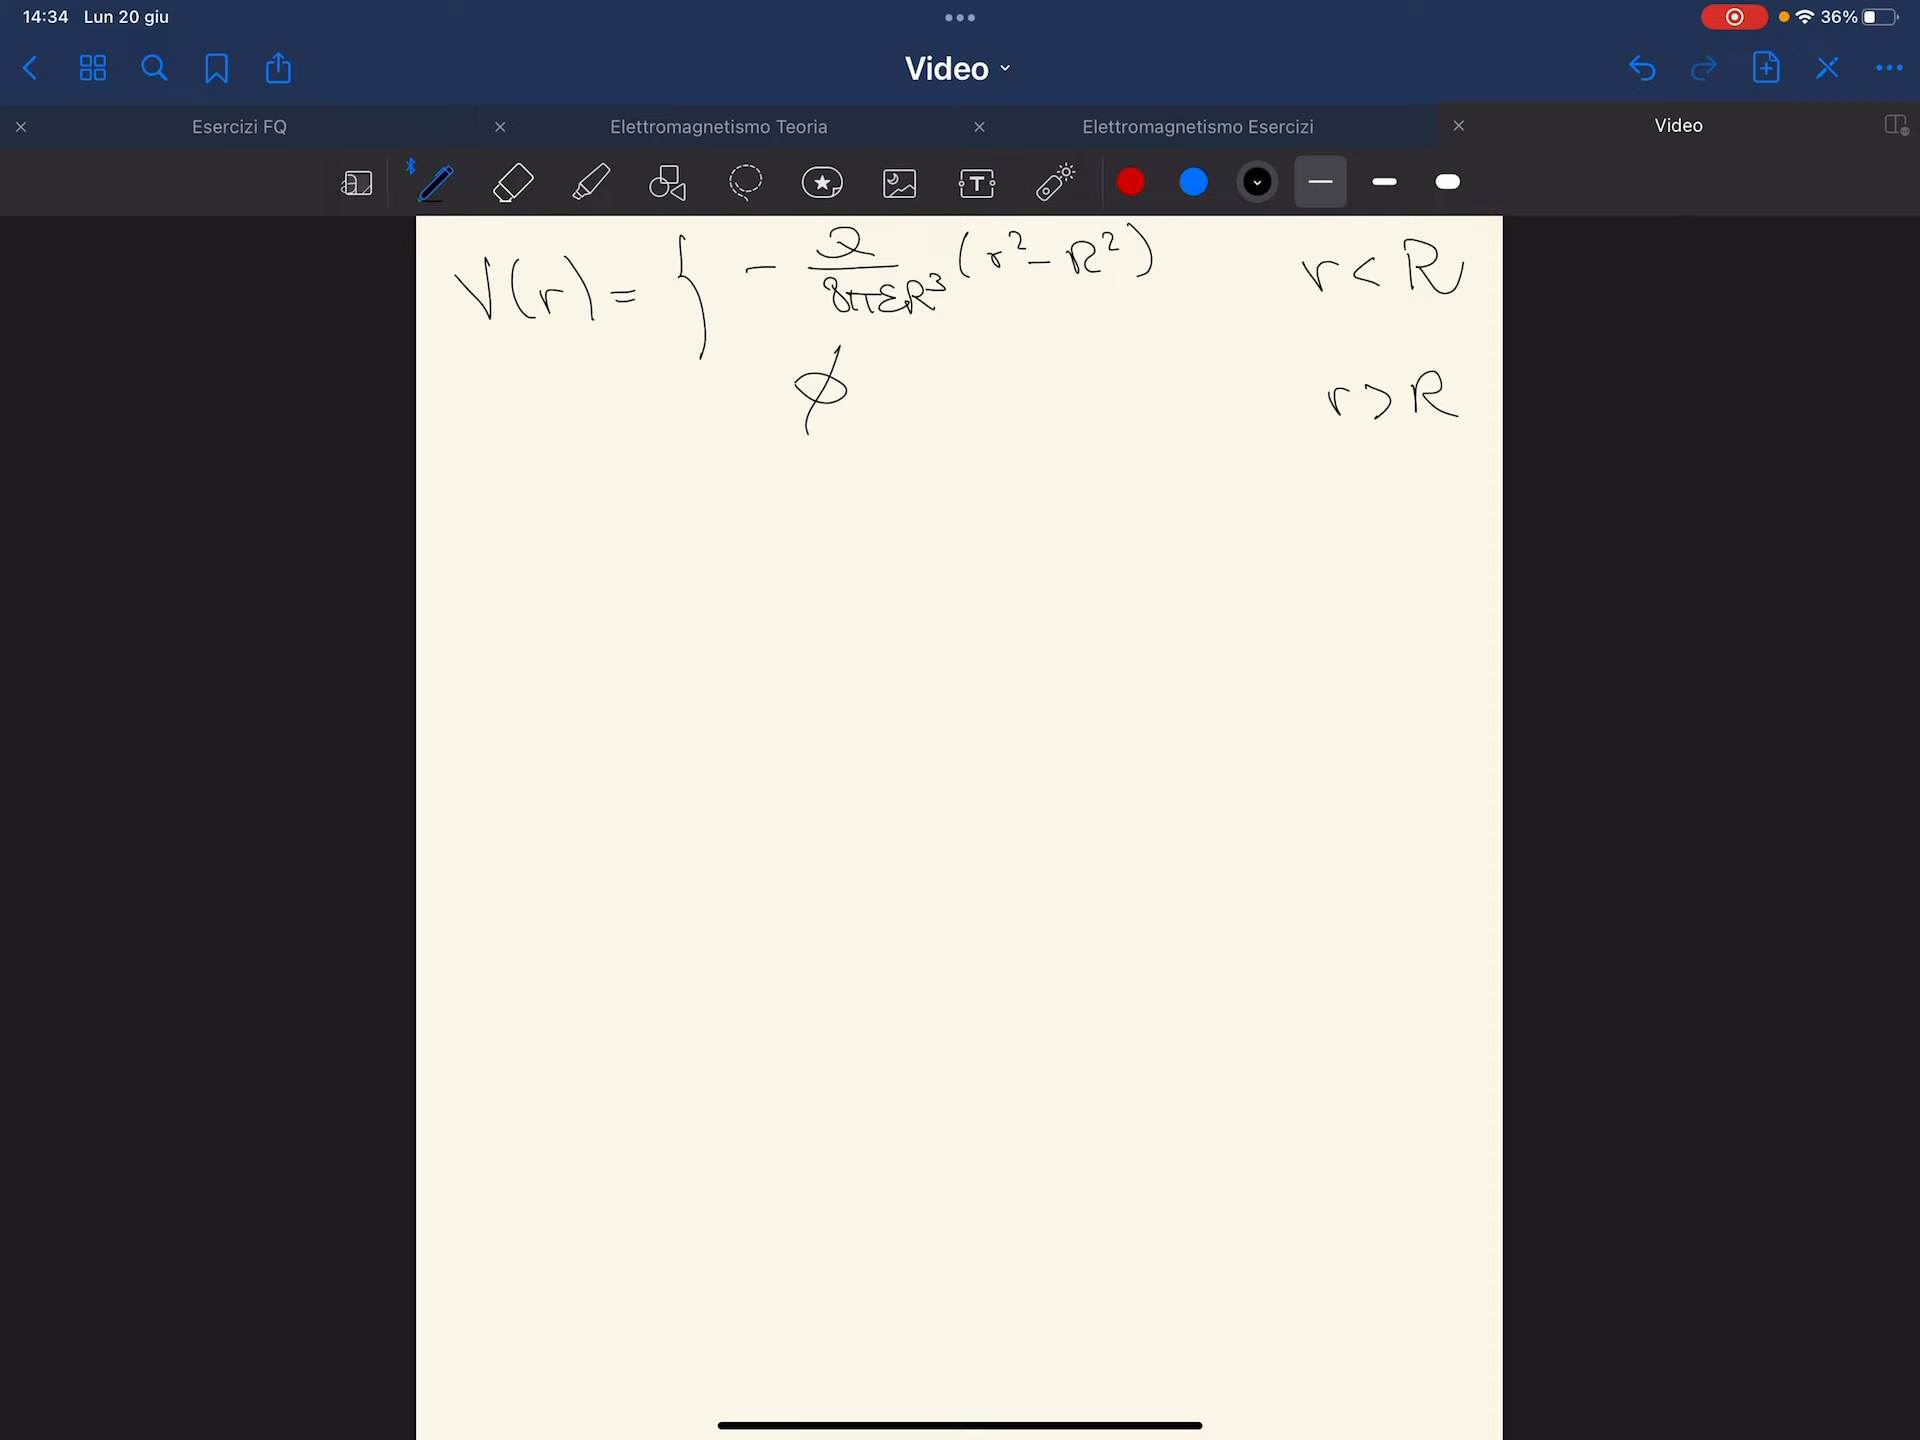 14:34 Lun 20 giu 36%
Video
Esercizi FQ Elettromagnetismo Teoria Elettromagnetismo Esercizi Video
V(r) = { - Q/(8πεR³) (r² - R²) r < R
ϕ r > R